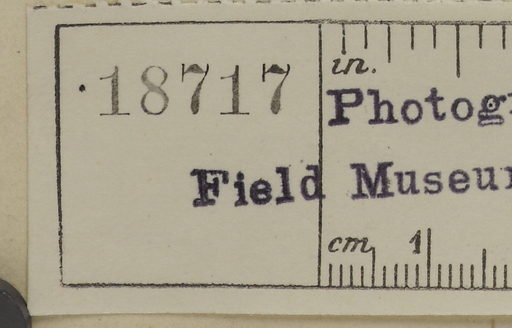 ·18717
in.
Photog
Field Museu
cm 1